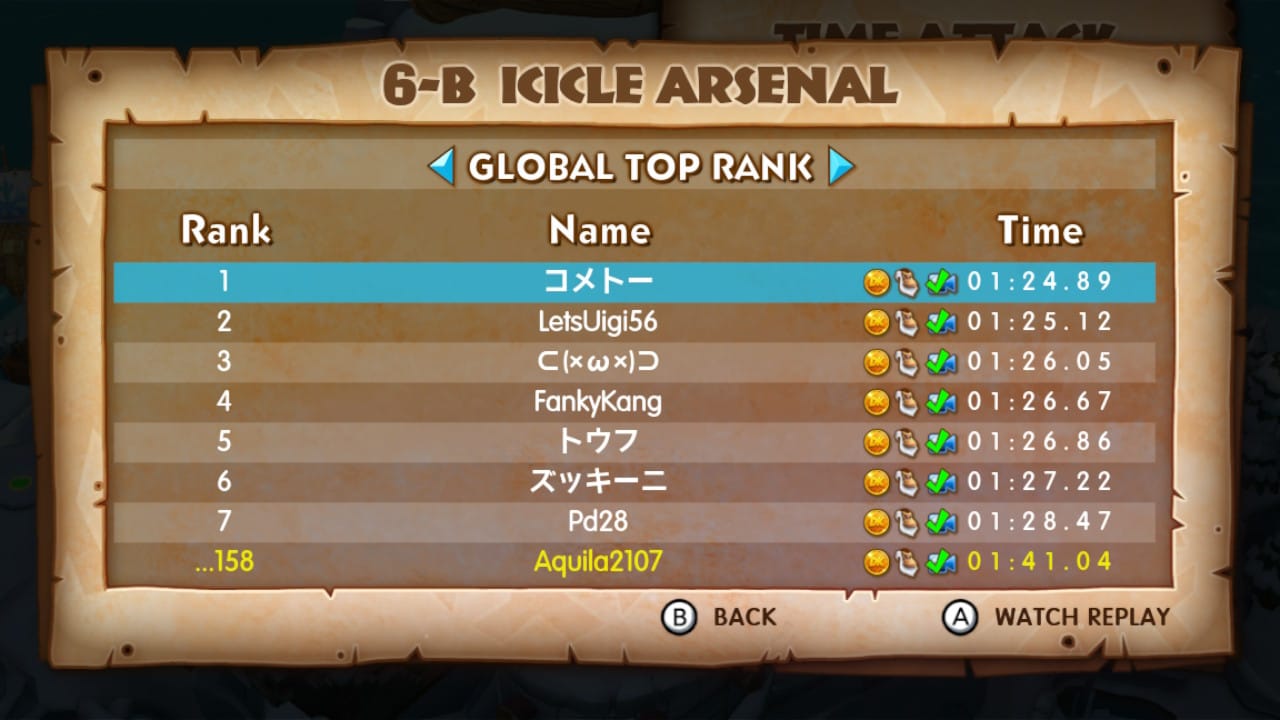 TIME ATTACK
6-B ICICLE ARSENAL
GLOBAL TOP RANK
Rank Name Time
1 コメトー 01:24.89
2 LetsUigi56 01:25.12
3 ⊂(×ω×)⊃ 01:26.05
4 FankyKang 01:26.67
5 トウフ 01:26.86
6 ズッキーニ 01:27.22
7 Pd28 01:28.47
...158 Aquila2107 01:41.04
B BACK A WATCH REPLAY